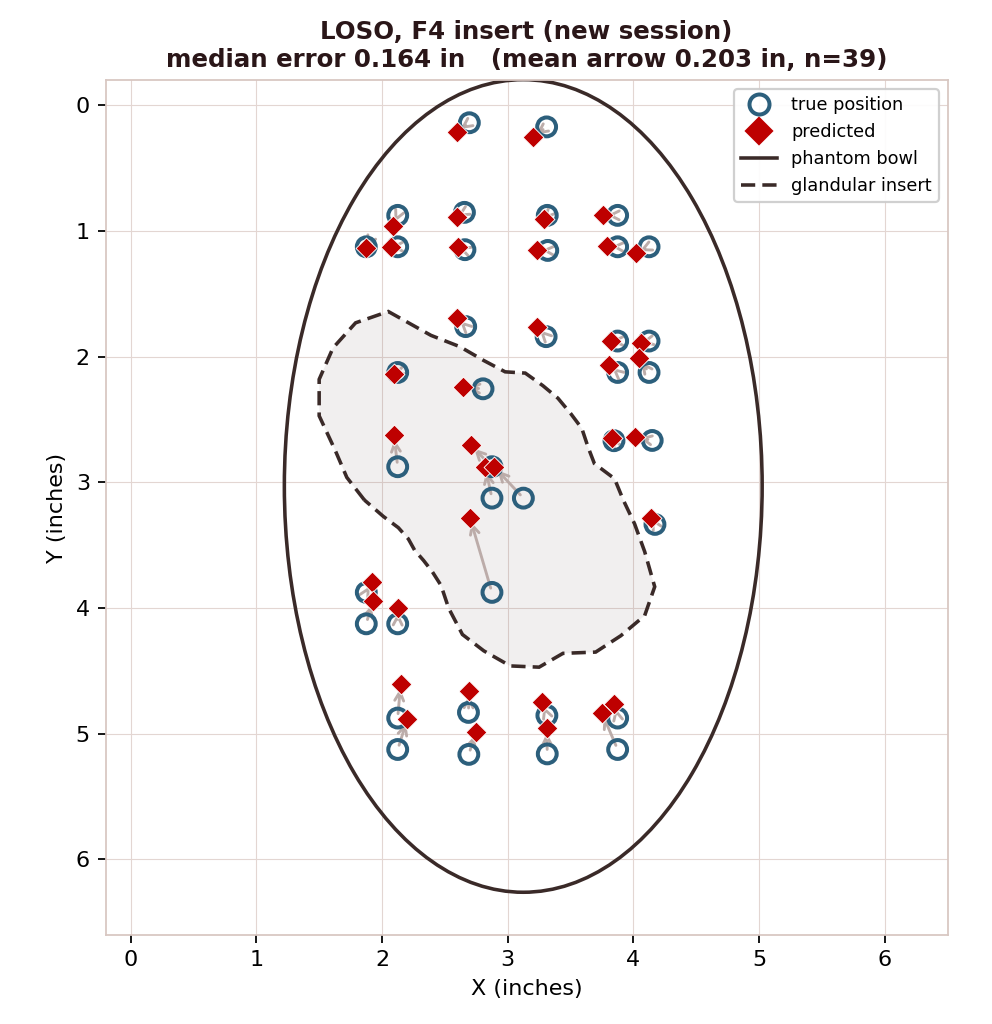 LOSO, F4 insert (new session)
median error 0.164 in   (mean arrow 0.203 in, n=39)
true position
predicted
phantom bowl
glandular insert
0
1
2
3
4
5
6
Y (inches)
0 1 2 3 4 5 6
X (inches)